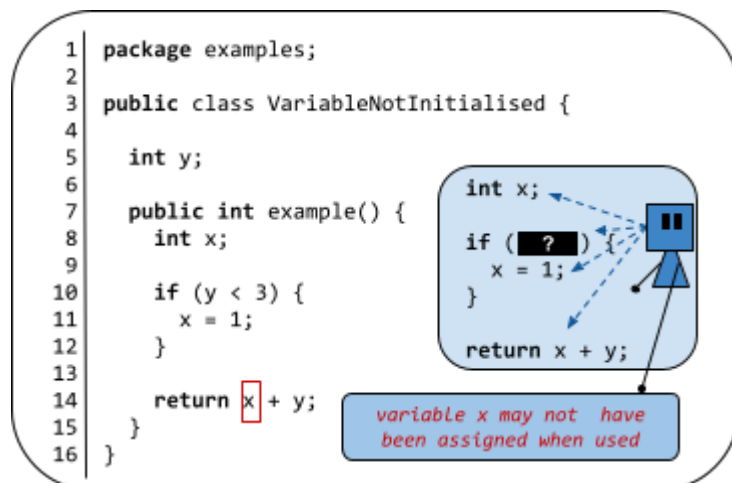 1 package examples;
2
3 public class VariableNotInitialised {
4
5 int y;
6
7 public int example() {
8 int x;
9
10 if (y < 3) {
11 x = 1;
12 }
13
14 return x + y;
15 }
16 }
int x;
if ( ? ) {
x = 1;
}
return x + y;
variable x may not have
been assigned when used